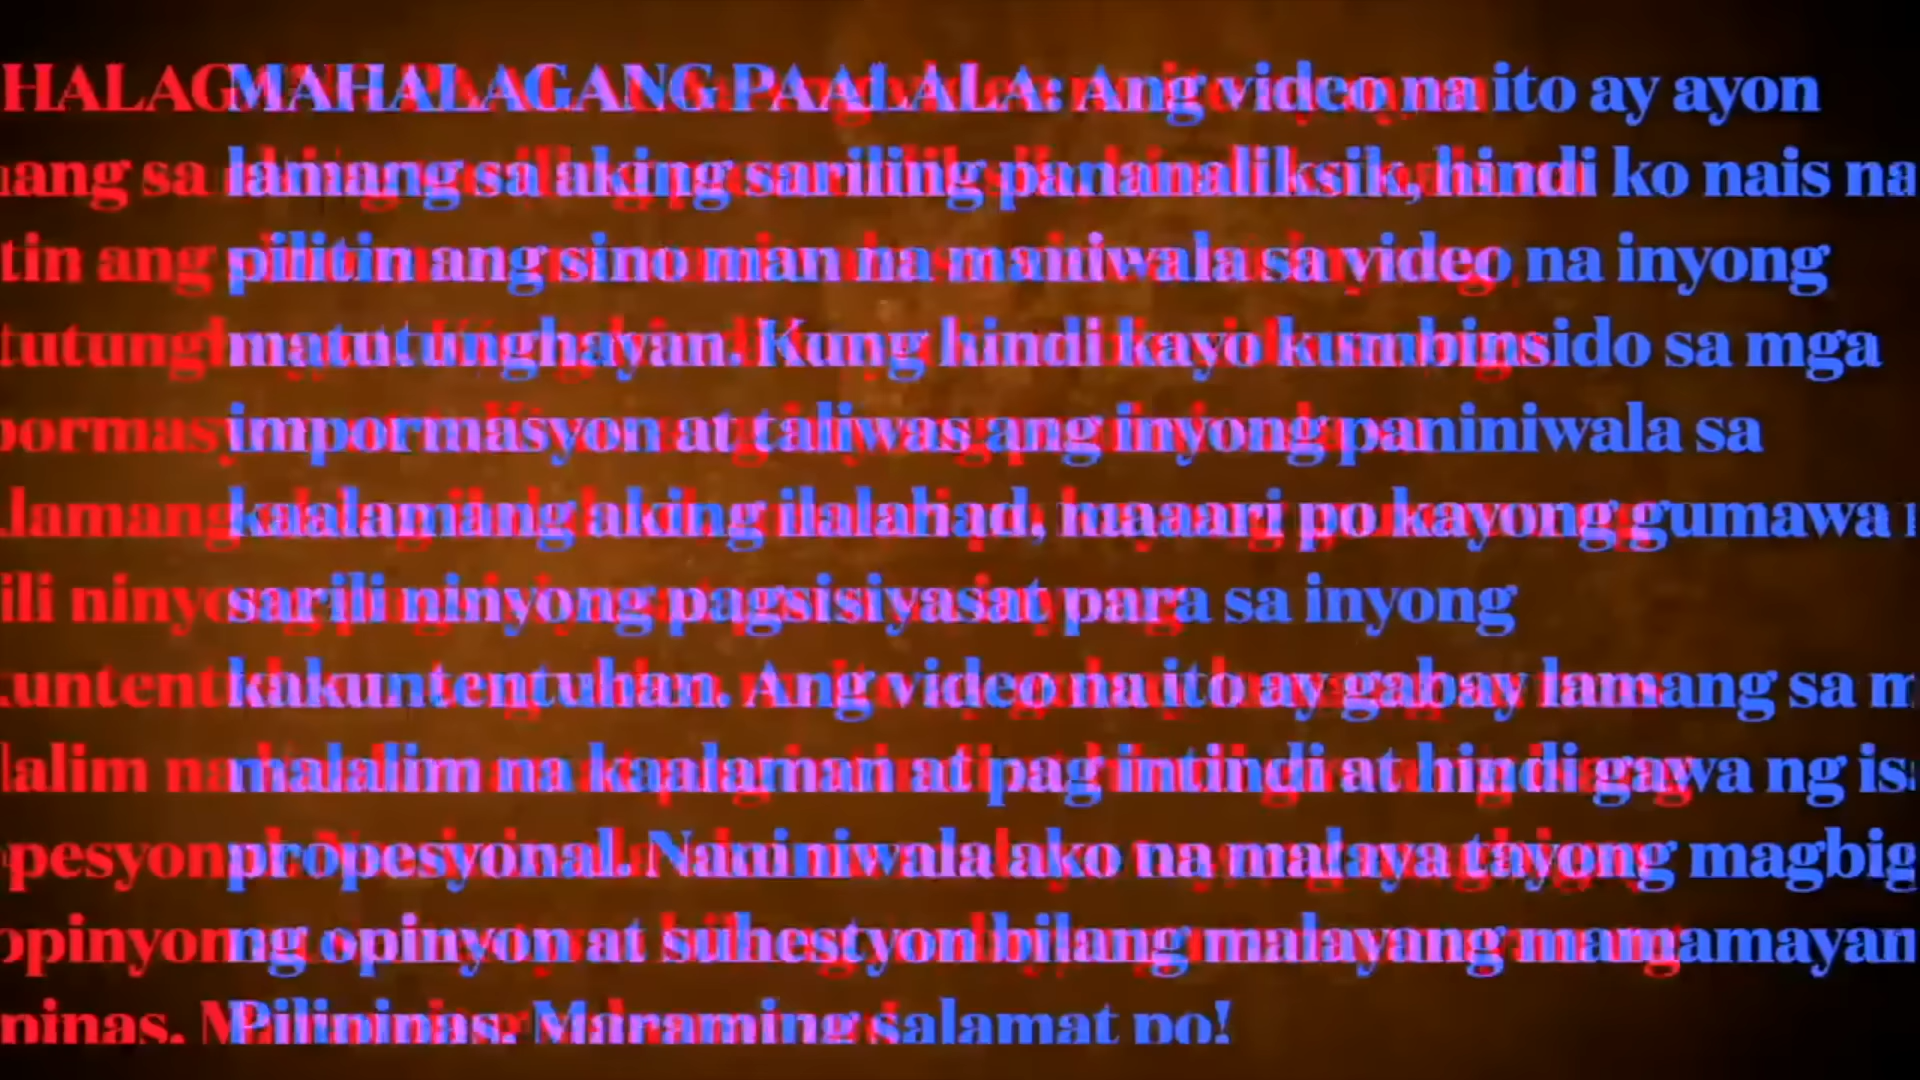 MAHALAGANG PAALALA: Ang video na ito ay ayon
lamang sa aking sariling pananaliksik, hindi ko nais na
pilitin ang sino man na maniwala sa video na inyong
matutunghayan. Kung hindi kayo kumbinsido sa mga
impormasyon at taliwas ang inyong paniniwala sa
kaalamang aking ilalahad, maaari po kayong gumawa
sarili ninyong pagsisiyasat para sa inyong
kakuntentuhan. Ang video na ito ay gabay lamang sa
malalim na kaalaman at pag intindi at hindi gawa ng
propesyonal. Naniniwala ako na malaya tayong
ng opinyon at suhestyon bilang malayang mamamayan
Pilipinas. Maraming salamat po!